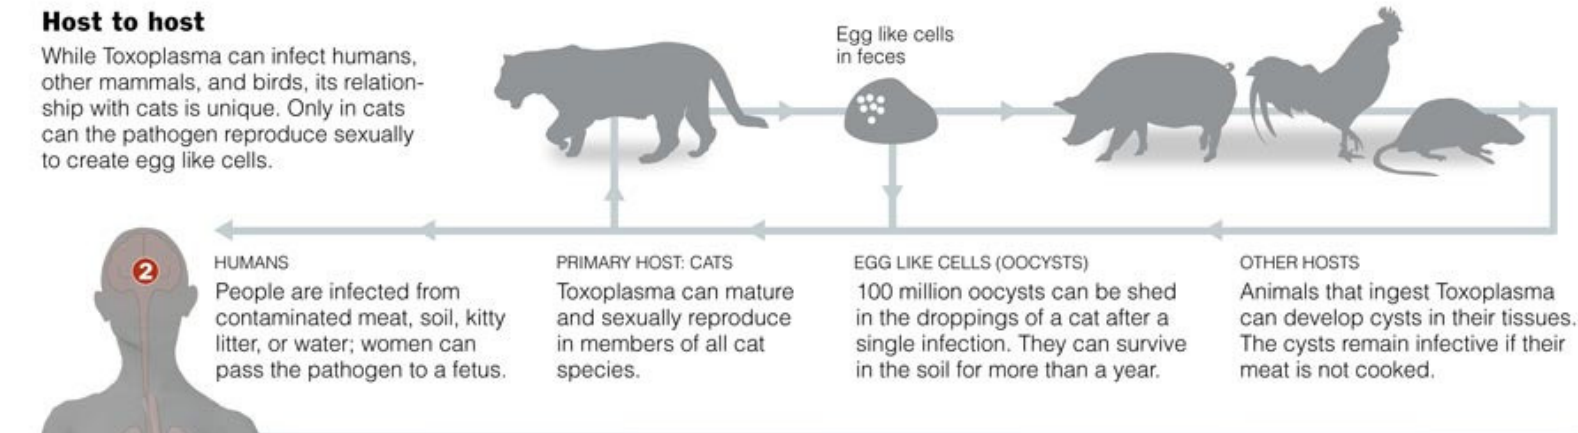 Host to host
While Toxoplasma can infect humans,
other mammals, and birds, its relation-
ship with cats is unique. Only in cats
can the pathogen reproduce sexually
to create egg like cells.
Egg like cells
in feces
2
HUMANS
People are infected from
contaminated meat, soil, kitty
litter, or water; women can
pass the pathogen to a fetus.
PRIMARY HOST: CATS
Toxoplasma can mature
and sexually reproduce
in members of all cat
species.
EGG LIKE CELLS (OOCYSTS)
100 million oocysts can be shed
in the droppings of a cat after a
single infection. They can survive
in the soil for more than a year.
OTHER HOSTS
Animals that ingest Toxoplasma
can develop cysts in their tissues.
The cysts remain infective if their
meat is not cooked.